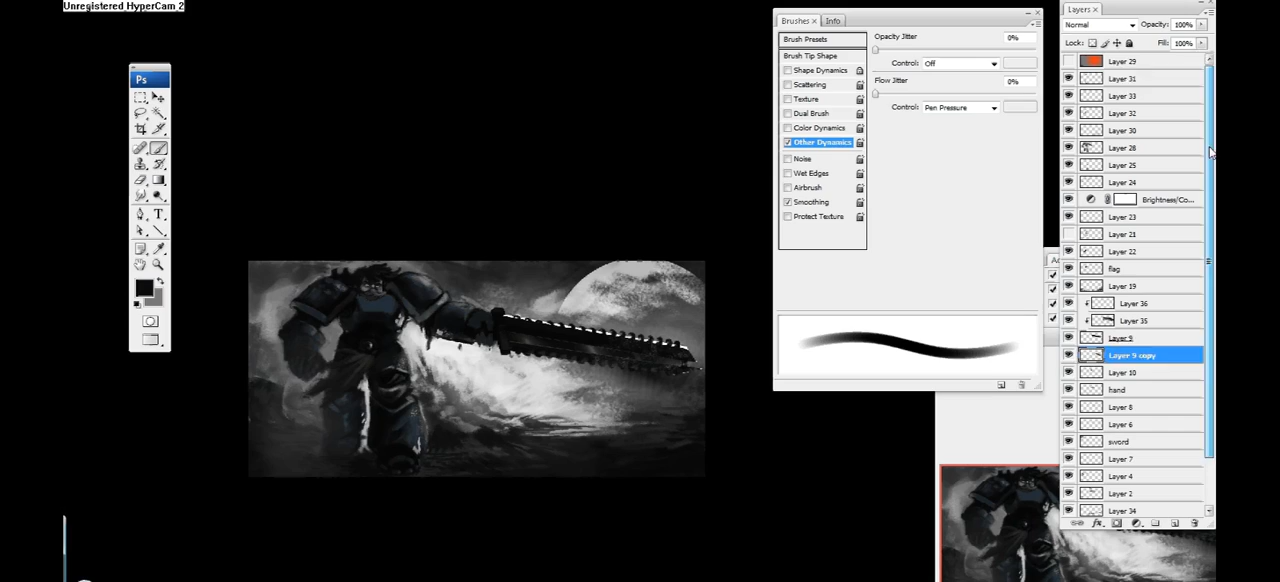 Unregistered HyperCam 2
Ps
Brushes × Info
Brush Presets
Brush Tip Shape
Shape Dynamics
Scattering
Texture
Dual Brush
Color Dynamics
Other Dynamics
Noise
Wet Edges
Airbrush
Smoothing
Protect Texture
Opacity Jitter 0%
Control: Off
Flow Jitter 0%
Control: Pen Pressure
Layers ×
Normal Opacity: 100%
Lock: Fill: 100%
Layer 29
Layer 31
Layer 33
Layer 32
Layer 30
Layer 28
Layer 25
Layer 24
Brightness/Co...
Layer 23
Layer 21
Layer 22
flag
Layer 19
Layer 36
Layer 35
Layer 9
Layer 9 copy
Layer 10
hand
Layer 8
Layer 6
sword
Layer 7
Layer 4
Layer 2
Layer 34